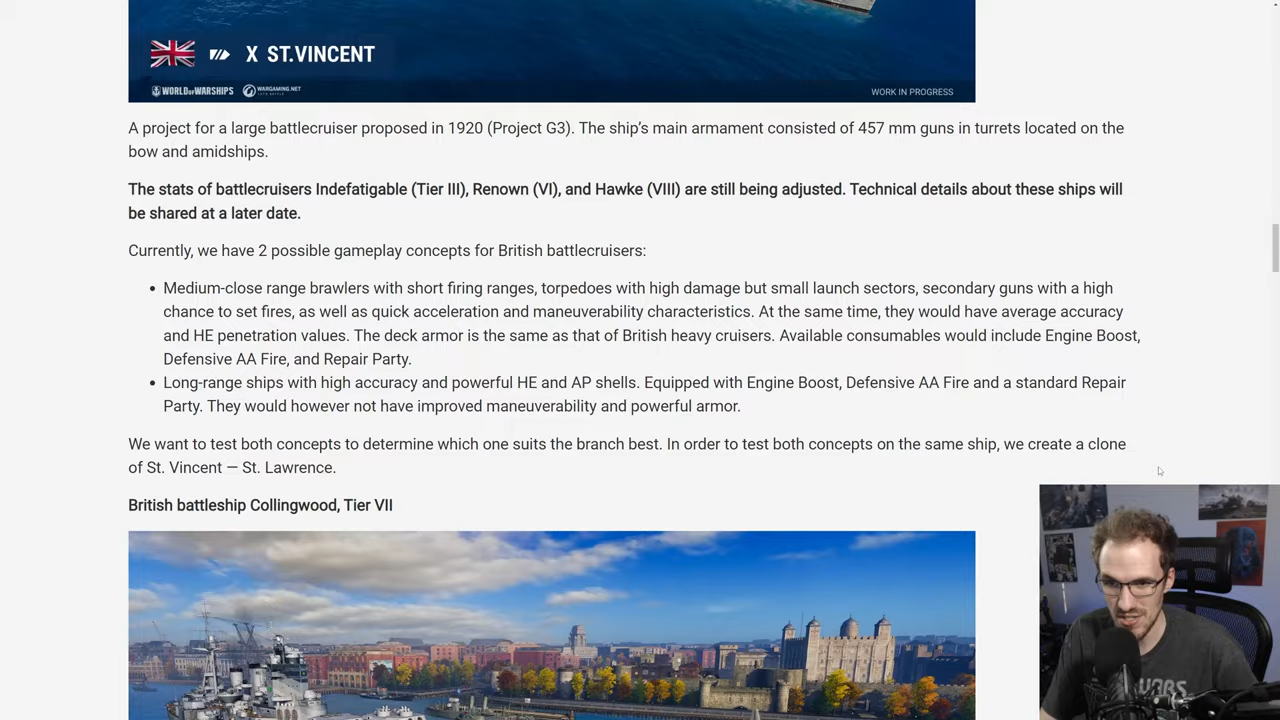 X ST.VINCENT
WORLD OF WARSHIPS WARGAMING.NET
WORK IN PROGRESS
A project for a large battlecruiser proposed in 1920 (Project G3). The ship's main armament consisted of 457 mm guns in turrets located on the
bow and amidships.
The stats of battlecruisers Indefatigable (Tier III), Renown (VI), and Hawke (VIII) are still being adjusted. Technical details about these ships will
be shared at a later date.
Currently, we have 2 possible gameplay concepts for British battlecruisers:
• Medium-close range brawlers with short firing ranges, torpedoes with high damage but small launch sectors, secondary guns with a high
chance to set fires, as well as quick acceleration and maneuverability characteristics. At the same time, they would have average accuracy
and HE penetration values. The deck armor is the same as that of British heavy cruisers. Available consumables would include Engine Boost,
Defensive AA Fire, and Repair Party.
• Long-range ships with high accuracy and powerful HE and AP shells. Equipped with Engine Boost, Defensive AA Fire and a standard Repair
Party. They would however not have improved maneuverability and powerful armor.
We want to test both concepts to determine which one suits the branch best. In order to test both concepts on the same ship, we create a clone
of St. Vincent — St. Lawrence.
British battleship Collingwood, Tier VII